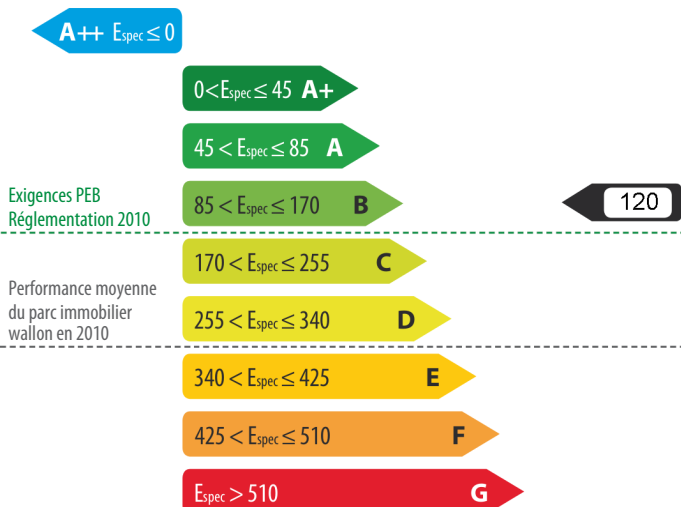 A++ Espec ≤ 0
0 < Espec ≤ 45 A+
45 < Espec ≤ 85 A
Exigences PEB
Réglementation 2010
85 < Espec ≤ 170 B
120
170 < Espec ≤ 255 C
Performance moyenne
du parc immobilier
wallon en 2010
255 < Espec ≤ 340 D
340 < Espec ≤ 425 E
425 < Espec ≤ 510 F
Espec > 510 G